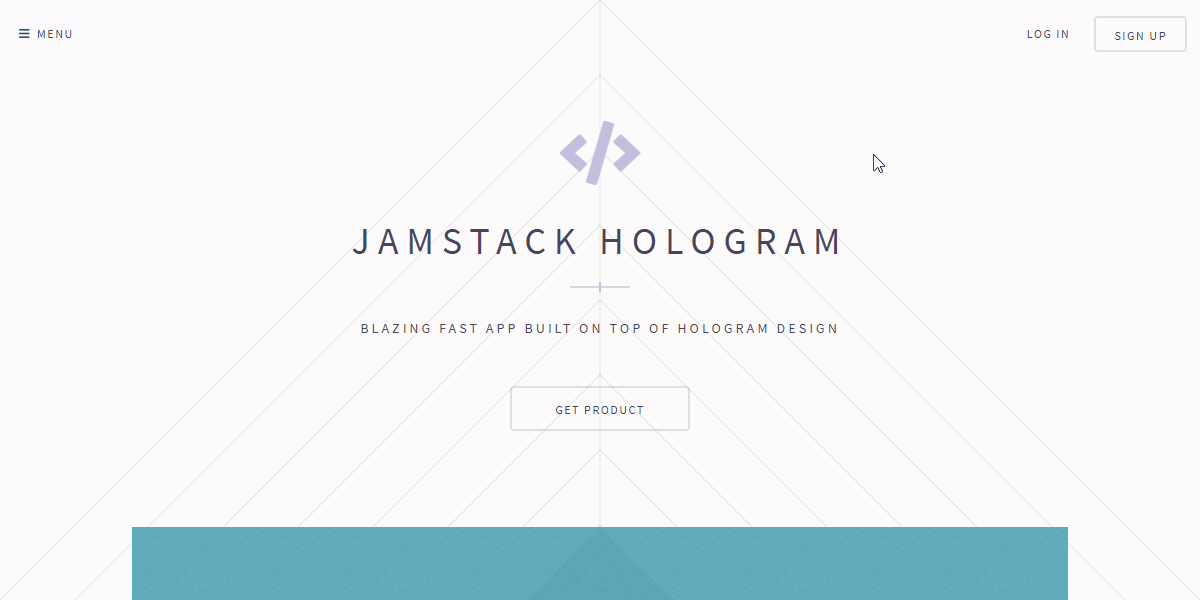 MENU
LOG IN
SIGN UP
JAMSTACK HOLOGRAM
BLAZING FAST APP BUILT ON TOP OF HOLOGRAM DESIGN
GET PRODUCT